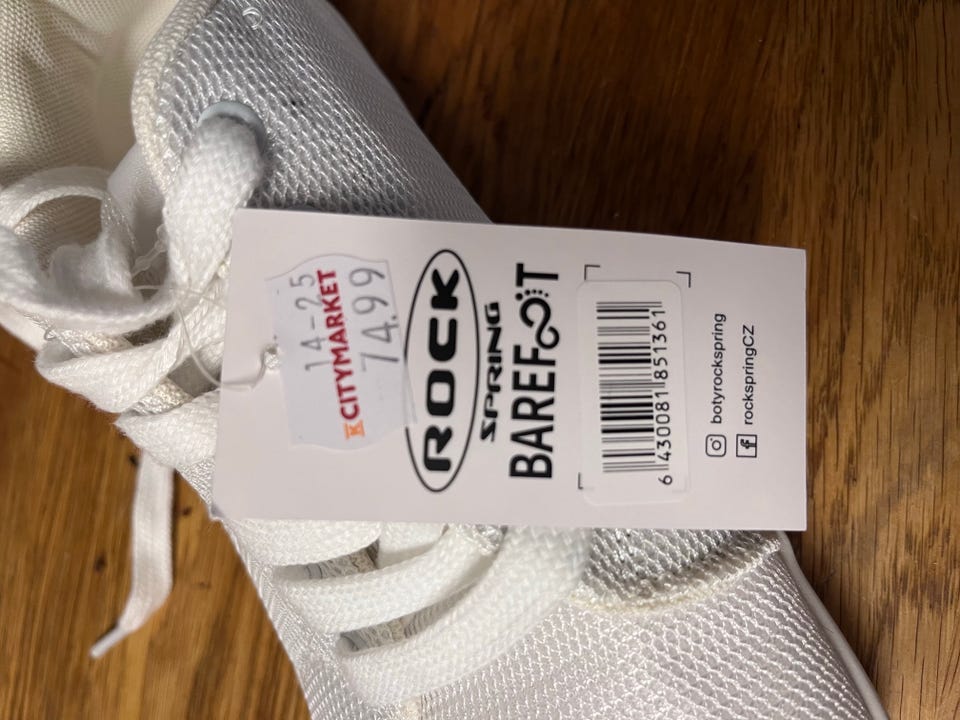 14-25
K CITYMARKET
74.99
ROCK
SPRING
BAREFOOT
6 430081 851361
botyrockspring
rockspringCZ